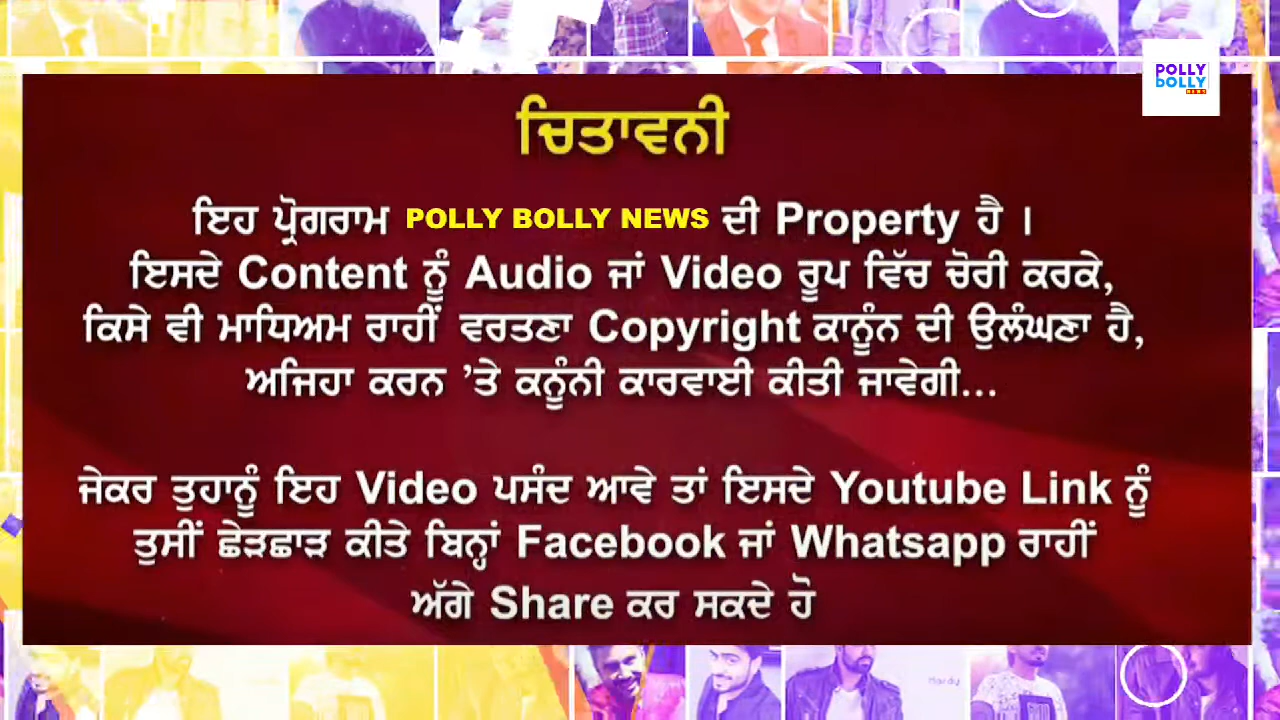 POLLY
BOLLY
NEWS
ਚਿਤਾਵਨੀ
ਇਹ ਪ੍ਰੋਗਰਾਮ POLLY BOLLY NEWS ਦੀ Property ਹੈ ।
ਇਸਦੇ Content ਨੂੰ Audio ਜਾਂ Video ਰੂਪ ਵਿੱਚ ਚੋਰੀ ਕਰਕੇ,
ਕਿਸੇ ਵੀ ਮਾਧਿਅਮ ਰਾਹੀਂ ਵਰਤਣਾ Copyright ਕਾਨੂੰਨ ਦੀ ਉਲੰਘਣਾ ਹੈ,
ਅਜਿਹਾ ਕਰਨ ’ਤੇ ਕਨੂੰਨੀ ਕਾਰਵਾਈ ਕੀਤੀ ਜਾਵੇਗੀ...
ਜੇਕਰ ਤੁਹਾਨੂੰ ਇਹ Video ਪਸੰਦ ਆਵੇ ਤਾਂ ਇਸਦੇ Youtube Link ਨੂੰ
ਤੁਸੀਂ ਛੇੜਛਾੜ ਕੀਤੇ ਬਿਨ੍ਹਾਂ Facebook ਜਾਂ Whatsapp ਰਾਹੀਂ
ਅੱਗੇ Share ਕਰ ਸਕਦੇ ਹੋ